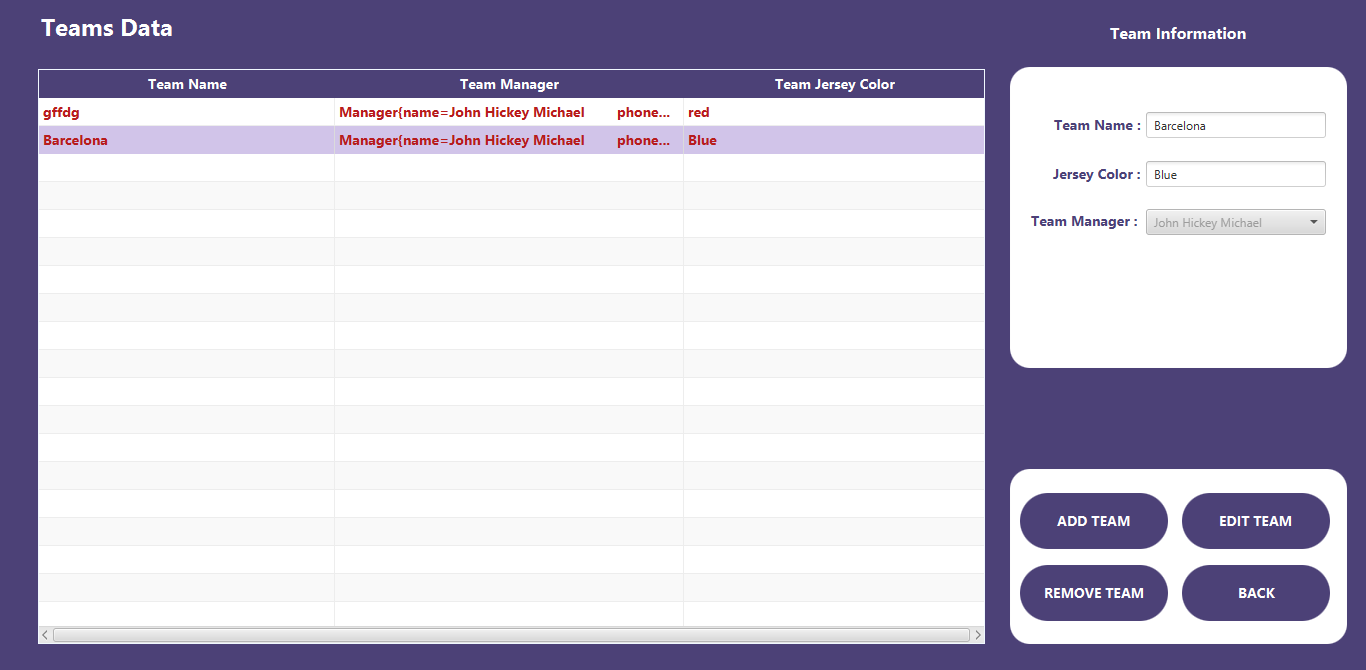 Teams Data
Team Name Team Manager Team Jersey Color
gffdg Manager{name=John Hickey Michael phone... red
Barcelona Manager{name=John Hickey Michael phone... Blue
Team Information
Team Name : Barcelona
Jersey Color : Blue
Team Manager : John Hickey Michael
ADD TEAM EDIT TEAM
REMOVE TEAM BACK